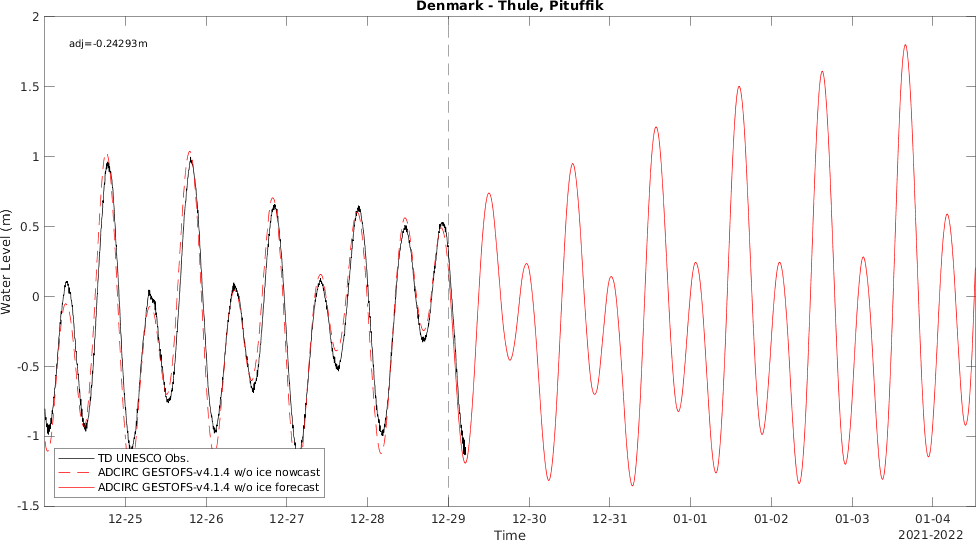 Denmark - Thule, Pituffik
adj=-0.24293m
2
1.5
1
0.5
0
-0.5
-1
-1.5
Water Level (m)
TD UNESCO Obs.
ADCIRC GESTOFS-v4.1.4 w/o ice nowcast
ADCIRC GESTOFS-v4.1.4 w/o ice forecast
12-25 12-26 12-27 12-28 12-29 12-30 12-31 01-01 01-02 01-03 01-04
Time
2021-2022